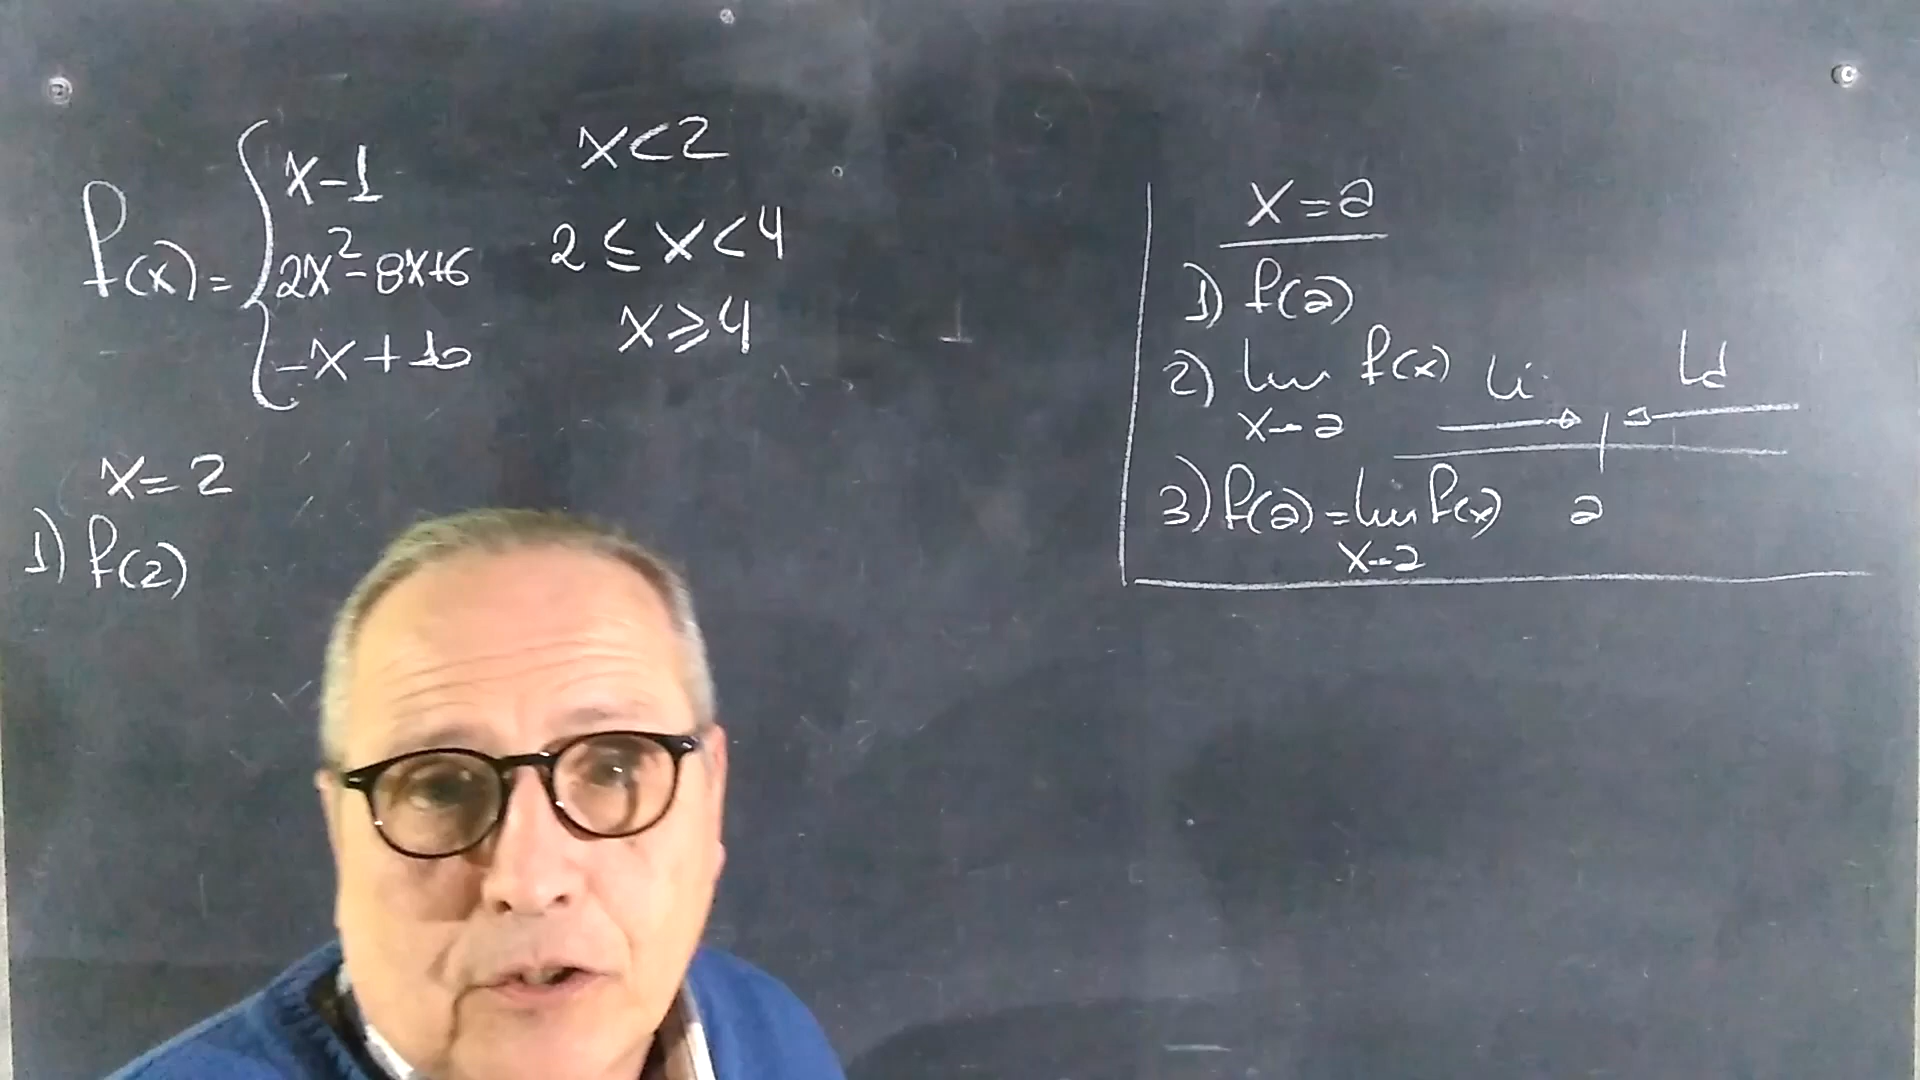 f(x) = { x-1 x<2
2x²-8x+6 2 ≤ x < 4
-x+10 x ≥ 4
x=2
1) f(2)
x=a
1) f(a)
2) lim f(x) Li Ld
x→a
3) f(a) = lim f(x) a
x→a